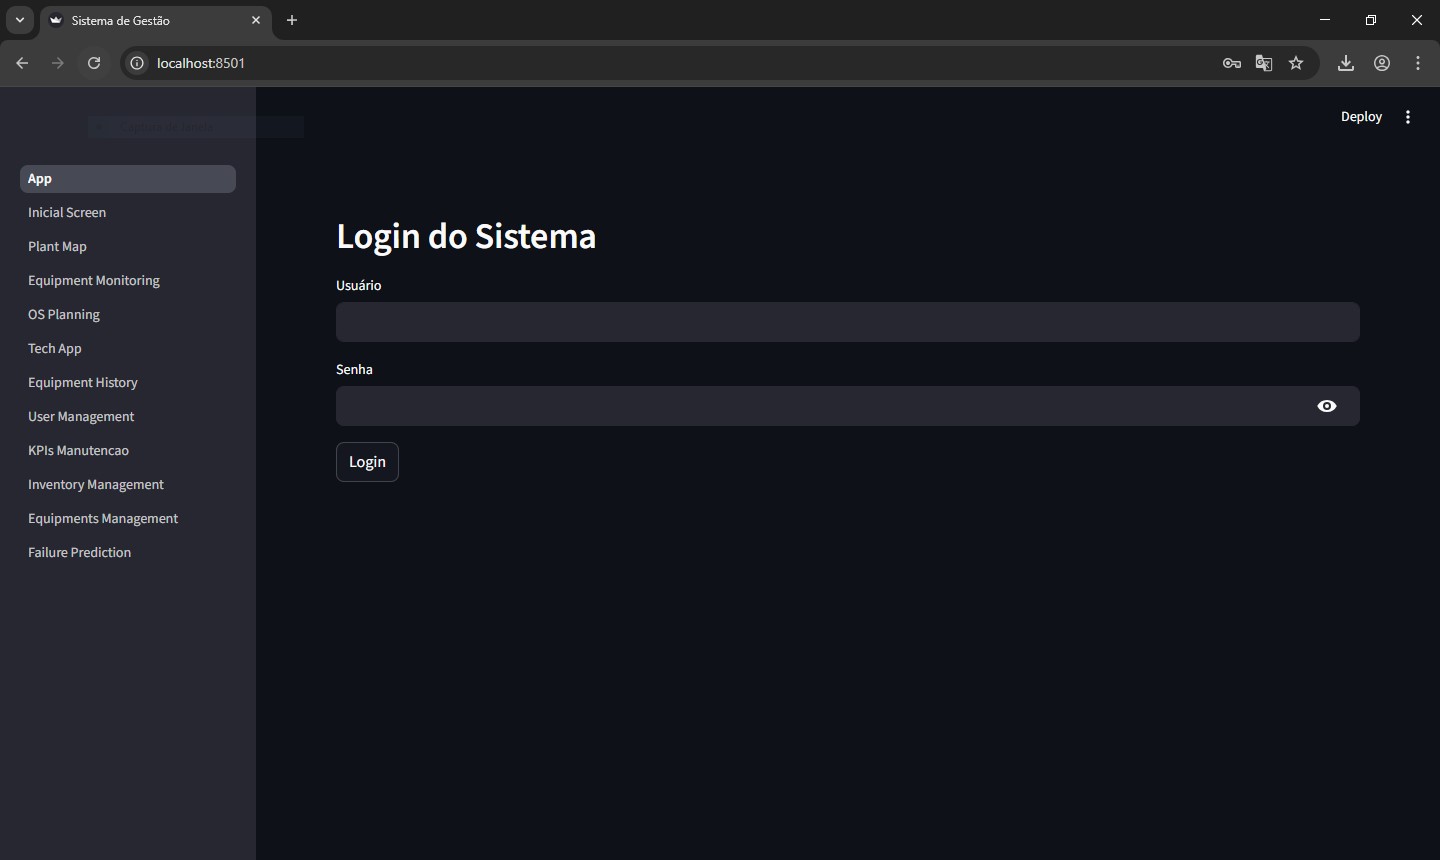 Sistema de Gestão
localhost:8501
Deploy
App
Inicial Screen
Plant Map
Equipment Monitoring
OS Planning
Tech App
Equipment History
User Management
KPIs Manutencao
Inventory Management
Equipments Management
Failure Prediction
Login do Sistema
Usuário
Senha
Login